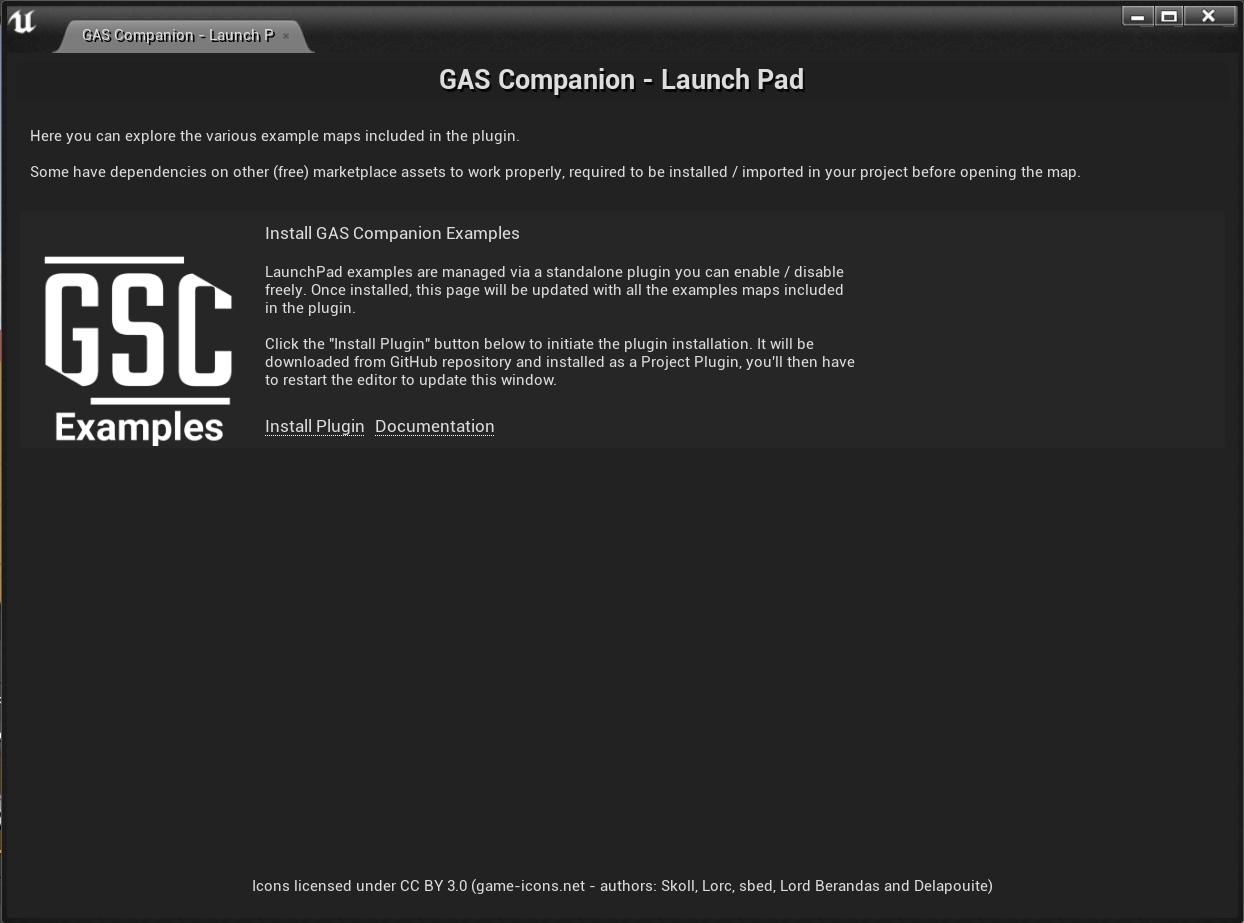 GAS Companion - Launch P
GAS Companion - Launch Pad
Here you can explore the various example maps included in the plugin.
Some have dependencies on other (free) marketplace assets to work properly, required to be installed / imported in your project before opening the map.
Install GAS Companion Examples
LaunchPad examples are managed via a standalone plugin you can enable / disable
freely. Once installed, this page will be updated with all the examples maps included
in the plugin.
Click the "Install Plugin" button below to initiate the plugin installation. It will be
downloaded from GitHub repository and installed as a Project Plugin, you'll then have
to restart the editor to update this window.
GSC
Examples
Install Plugin Documentation
Icons licensed under CC BY 3.0 (game-icons.net - authors: Skoll, Lorc, sbed, Lord Berandas and Delapouite)